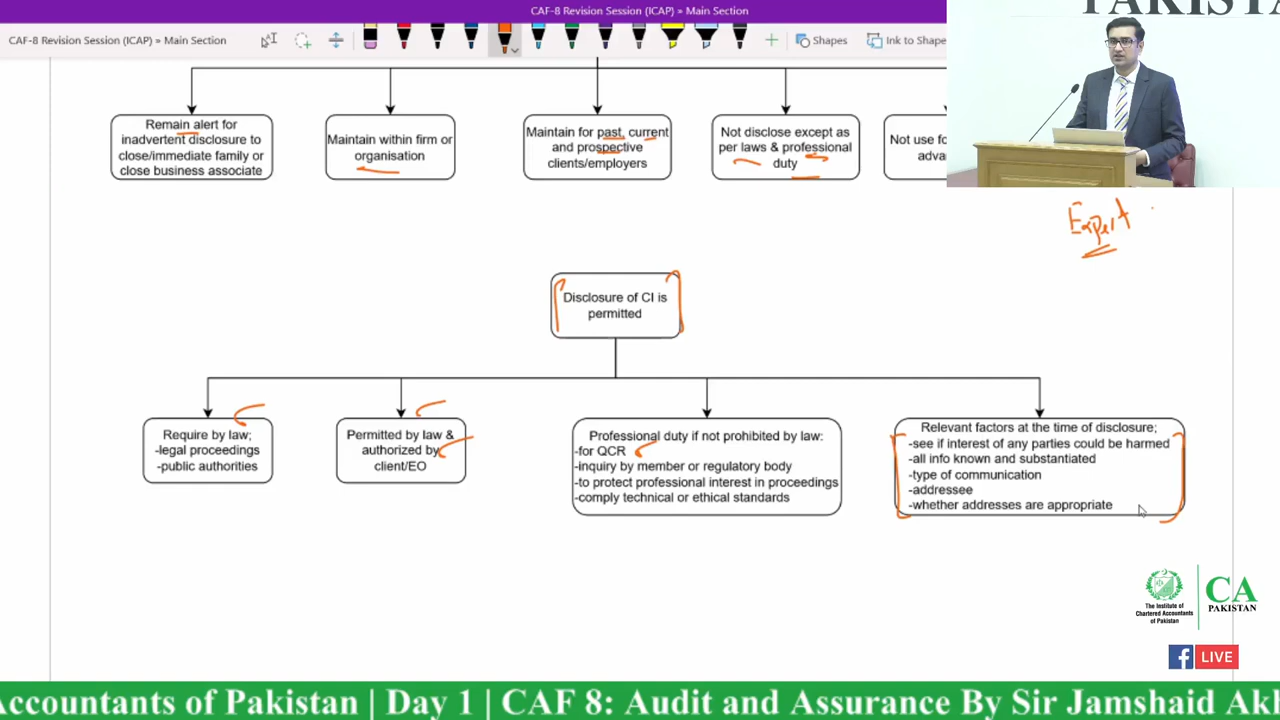 CAF-8 Revision Session (ICAP) » Main Section
PAKISTA
CAF-8 Revision Session (ICAP) » Main Section
Shapes
Ink to Shape
Remain alert for
inadvertent disclosure to
close/immediate family or
close business associate
Maintain within firm or
organisation
Maintain for past, current
and prospective
clients/employers
Not disclose except as
per laws & professional
duty
Not use fo
adva
Expert
Disclosure of CI is
permitted
Require by law;
-legal proceedings
-public authorities
Permitted by law &
authorized by
client/EO
Professional duty if not prohibited by law:
-for QCR
-inquiry by member or regulatory body
-to protect professional interest in proceedings
-comply technical or ethical standards
Relevant factors at the time of disclosure;
-see if interest of any parties could be harmed
-all info known and substantiated
-type of communication
-addressee
-whether addresses are appropriate
The Institute of
Chartered Accountants
of Pakistan
CA
PAKISTAN
f LIVE
Accountants of Pakistan | Day 1 | CAF 8: Audit and Assurance By Sir Jamshaid Ak